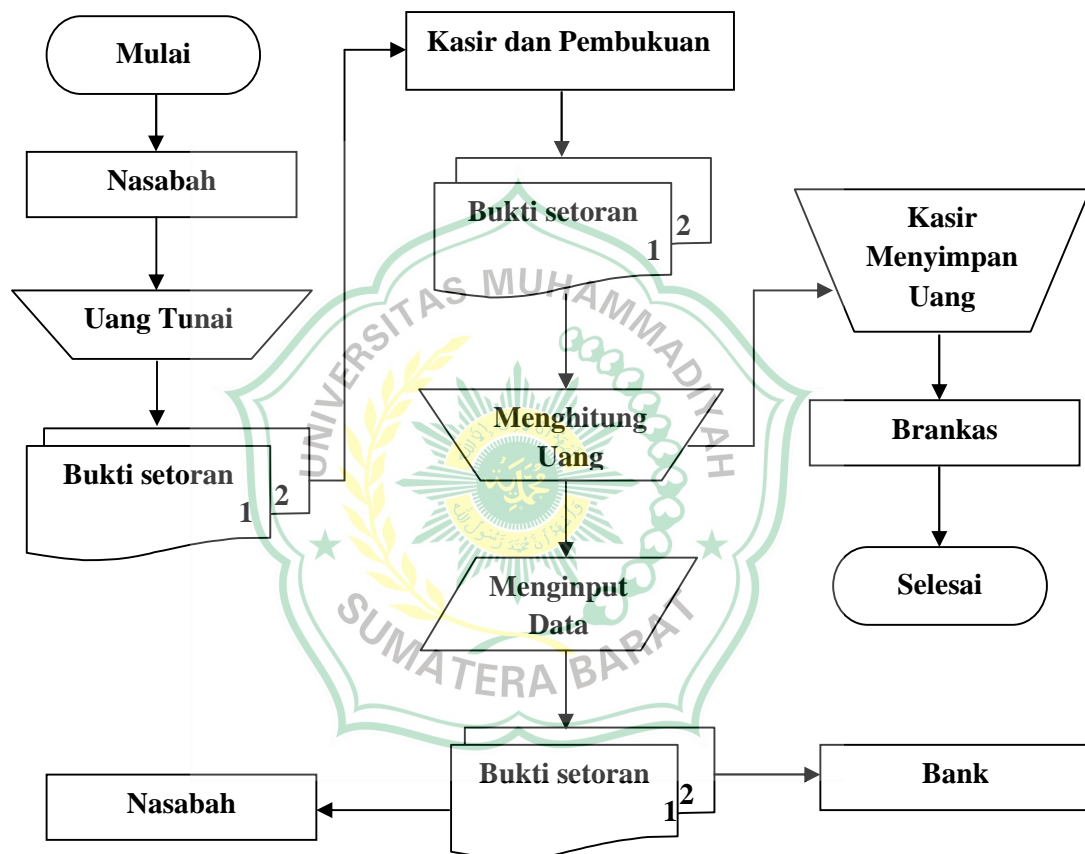 Mulai
Nasabah
Uang Tunai
Bukti setoran
1
2
Kasir dan Pembukuan
Bukti setoran
1
2
Menghitung
Uang
Menginput
Data
Bukti setoran
1
2
Nasabah
Bank
Kasir
Menyimpan
Uang
Brankas
Selesai
UNIVERSITAS MUHAMMADIYAH
SUMATERA BARAT